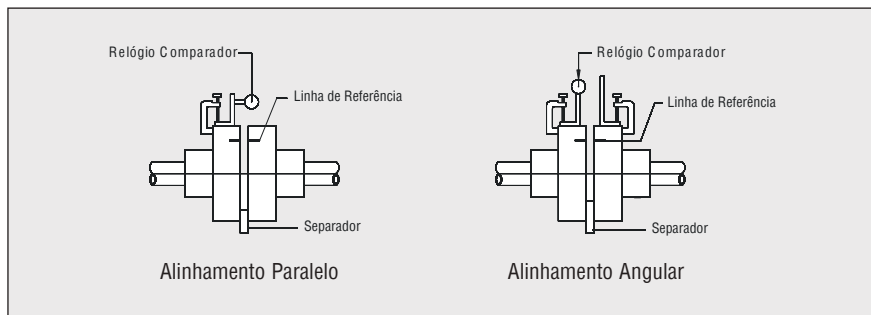 Relógio Comparador
Linha de Referência
Separador
Alinhamento Paralelo
Relógio Comparador
Linha de Referência
Separador
Alinhamento Angular